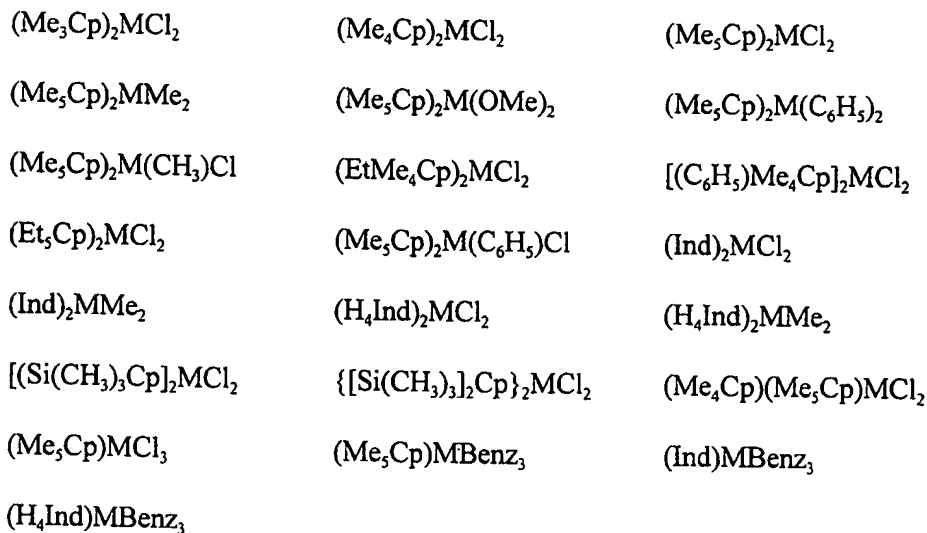 (Me₃Cp)₂MCl₂ (Me₄Cp)₂MCl₂ (Me₅Cp)₂MCl₂
(Me₅Cp)₂MMe₂ (Me₅Cp)₂M(OMe)₂ (Me₅Cp)₂M(C₆H₅)₂
(Me₅Cp)₂M(CH₃)Cl (EtMe₄Cp)₂MCl₂ [(C₆H₅)Me₄Cp]₂MCl₂
(Et₅Cp)₂MCl₂ (Me₅Cp)₂M(C₆H₅)Cl (Ind)₂MCl₂
(Ind)₂MMe₂ (H₄Ind)₂MCl₂ (H₄Ind)₂MMe₂
[(Si(CH₃)₃Cp]₂MCl₂ {[Si(CH₃)₃]₂Cp}₂MCl₂ (Me₄Cp)(Me₅Cp)MCl₂
(Me₅Cp)MCl₃ (Me₅Cp)MBenz₃ (Ind)MBenz₃
(H₄Ind)MBenz₃